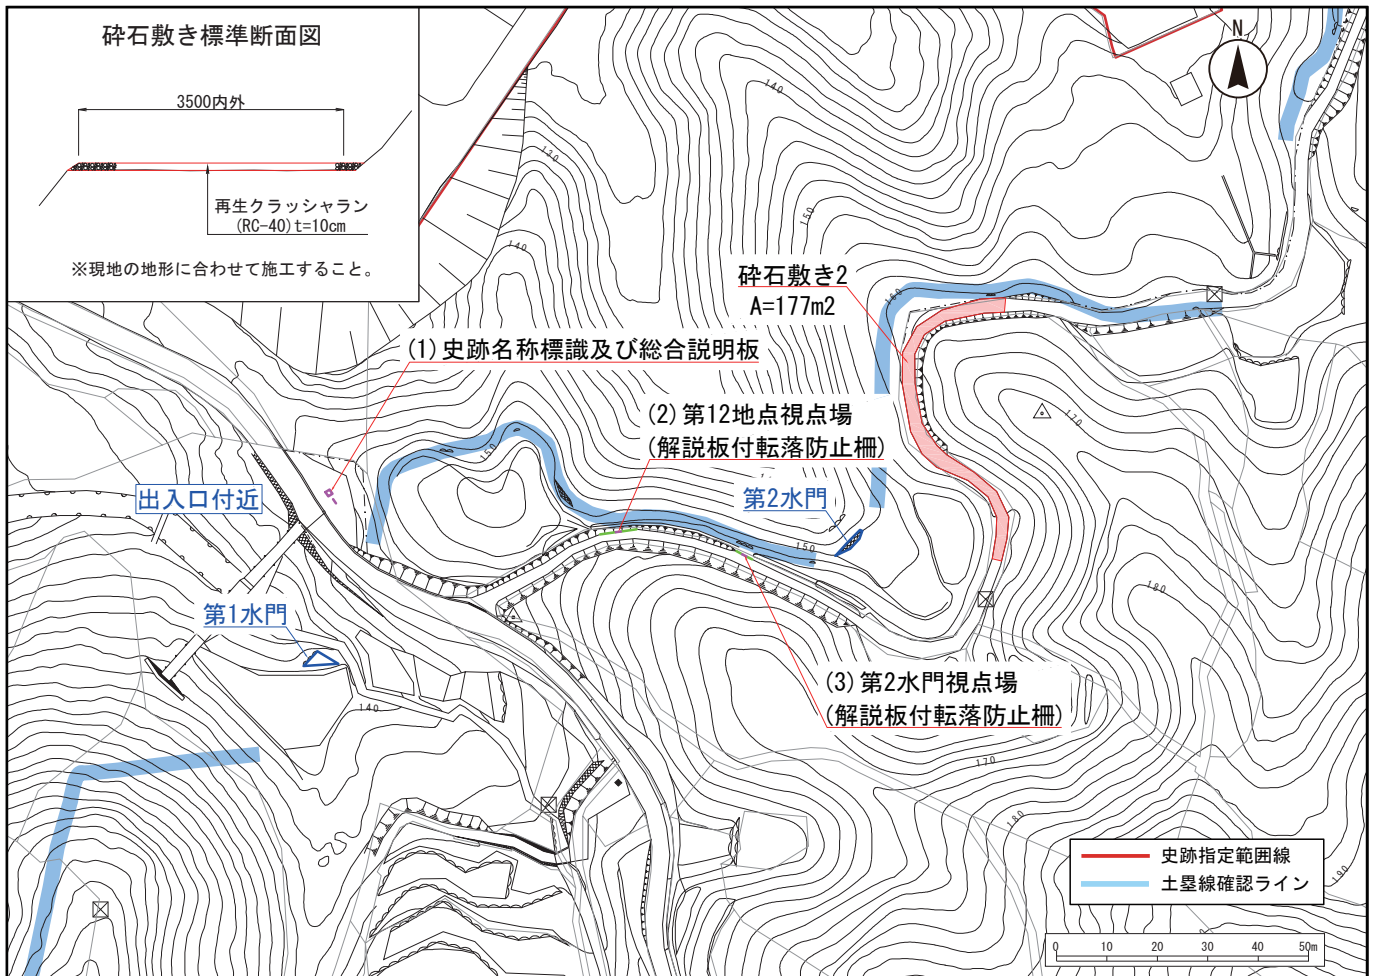 砕石敷き標準断面図
3500内外
再生クラッシャラン
(RC-40)t=10cm
※現地の地形に合わせて施工すること。
N
140
130
140
150
160
砕石敷き2
A=177m2
(1)史跡名称標識及び総合説明板
(2)第12地点視点場
(解説板付転落防止柵)
170
150
出入口付近
第2水門
150
180
第1水門
(3)第2水門視点場
(解説板付転落防止柵)
140
170
180
190
史跡指定範囲線
土塁線確認ライン
0 10 20 30 40 50m